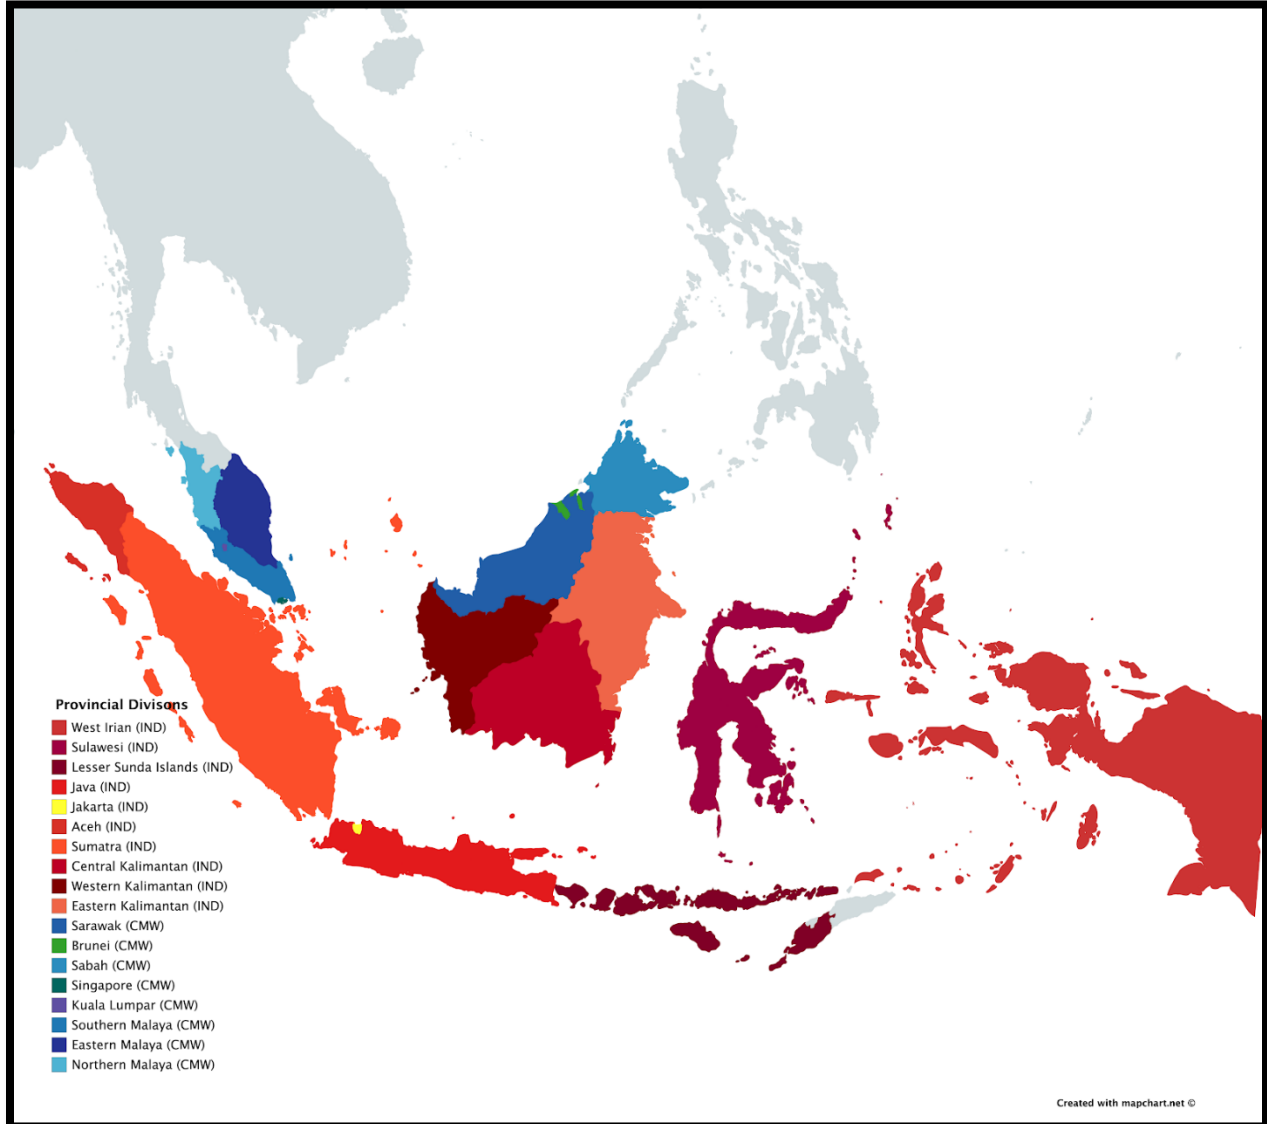 Provincial Divisons
West Irian (IND)
Sulawesi (IND)
Lesser Sunda Islands (IND)
Java (IND)
Jakarta (IND)
Aceh (IND)
Sumatra (IND)
Central Kalimantan (IND)
Western Kalimantan (IND)
Eastern Kalimantan (IND)
Sarawak (CMW)
Brunei (CMW)
Sabah (CMW)
Singapore (CMW)
Kuala Lumpar (CMW)
Southern Malaya (CMW)
Eastern Malaya (CMW)
Northern Malaya (CMW)
Created with mapchart.net ©